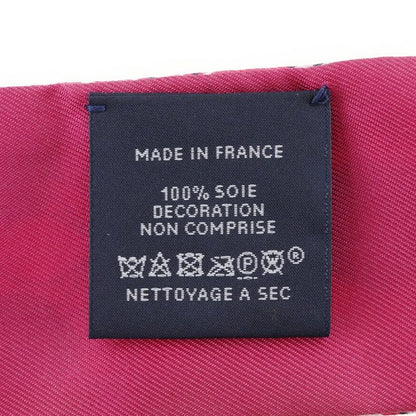 MADE IN FRANCE
100% SOIE
DECORATION
NON COMPRISE
P W ®
NETTOYAGE A SEC